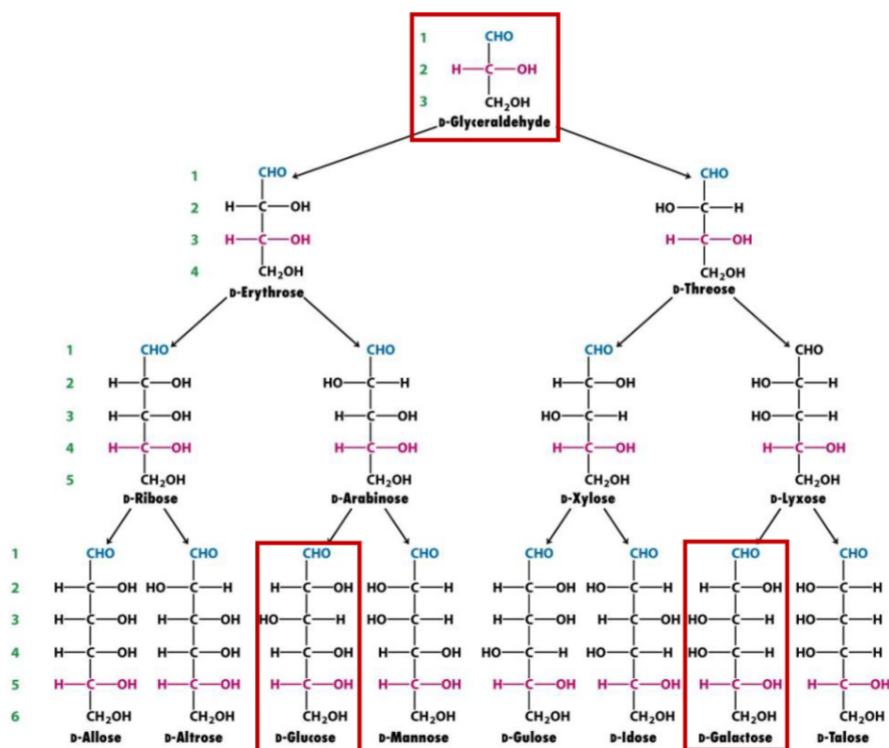 1 CHO
2 H C OH
3 CH₂OH
D-Glyceraldehyde
1 CHO CHO
2 H C OH HO C H
3 H C OH H C OH
4 CH₂OH CH₂OH
D-Erythrose D-Threose
1 CHO CHO CHO CHO
2 H C OH HO C H H C OH HO C H
3 H C OH H C OH HO C H HO C H
4 H C OH H C OH H C OH H C OH
5 CH₂OH CH₂OH CH₂OH CH₂OH
D-Ribose D-Arabinose D-Xylose D-Lyxose
1 CHO CHO CHO CHO CHO CHO CHO CHO
2 H C OH HO C H H C OH HO C H H C OH HO C H H C OH HO C H
3 H C OH H C OH HO C H HO C H H C OH H C OH HO C H HO C H
4 H C OH H C OH H C OH H C OH HO C H HO C H HO C H HO C H
5 H C OH H C OH H C OH H C OH H C OH H C OH H C OH H C OH
6 CH₂OH CH₂OH CH₂OH CH₂OH CH₂OH CH₂OH CH₂OH CH₂OH
D-Allose D-Altrose D-Glucose D-Mannose D-Gulose D-Idose D-Galactose D-Talose